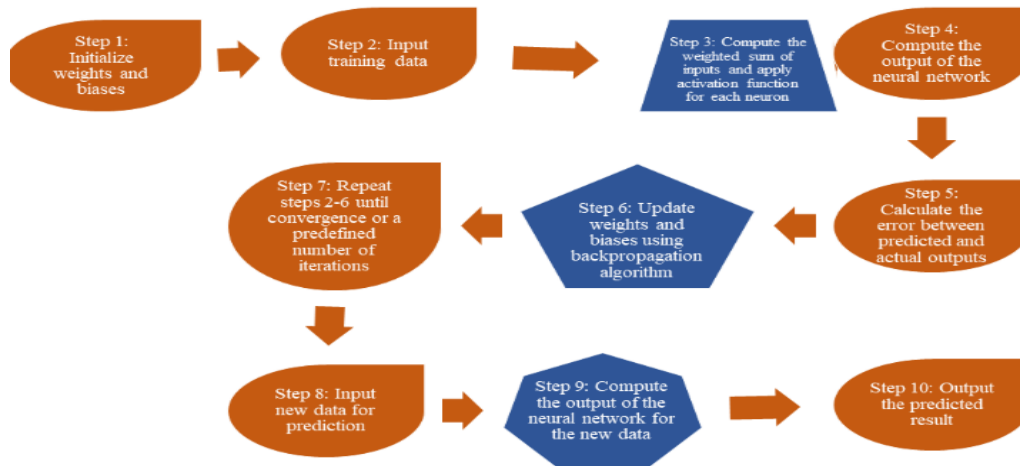 Step 1:
Initialize
weights and
biases
Step 2: Input
training data
Step 3: Compute the
weighted sum of
inputs and apply
activation function
for each neuron
Step 4:
Compute the
output of the
neural network
Step 5:
Calculate the
error between
predicted and
actual outputs
Step 6: Update
weights and
biases using
backpropagation
algorithm
Step 7: Repeat
steps 2-6 until
convergence or a
predefined
number of
iterations
Step 8: Input
new data for
prediction
Step 9: Compute
the output of the
neural network for
the new data
Step 10: Output
the predicted
result